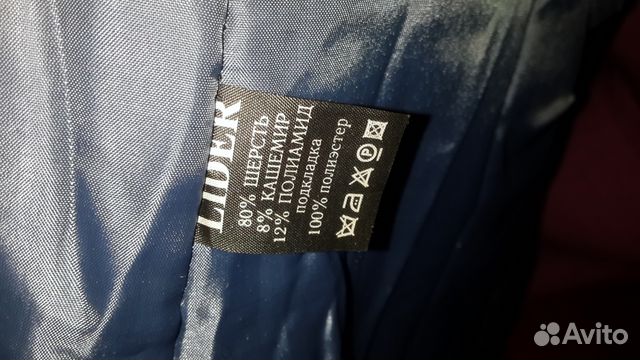 LIDER
80% ШЕРСТЬ
8% КАШЕМИР
12% ПОЛИАМИД
подкладка
100% полиэстер
P
Avito